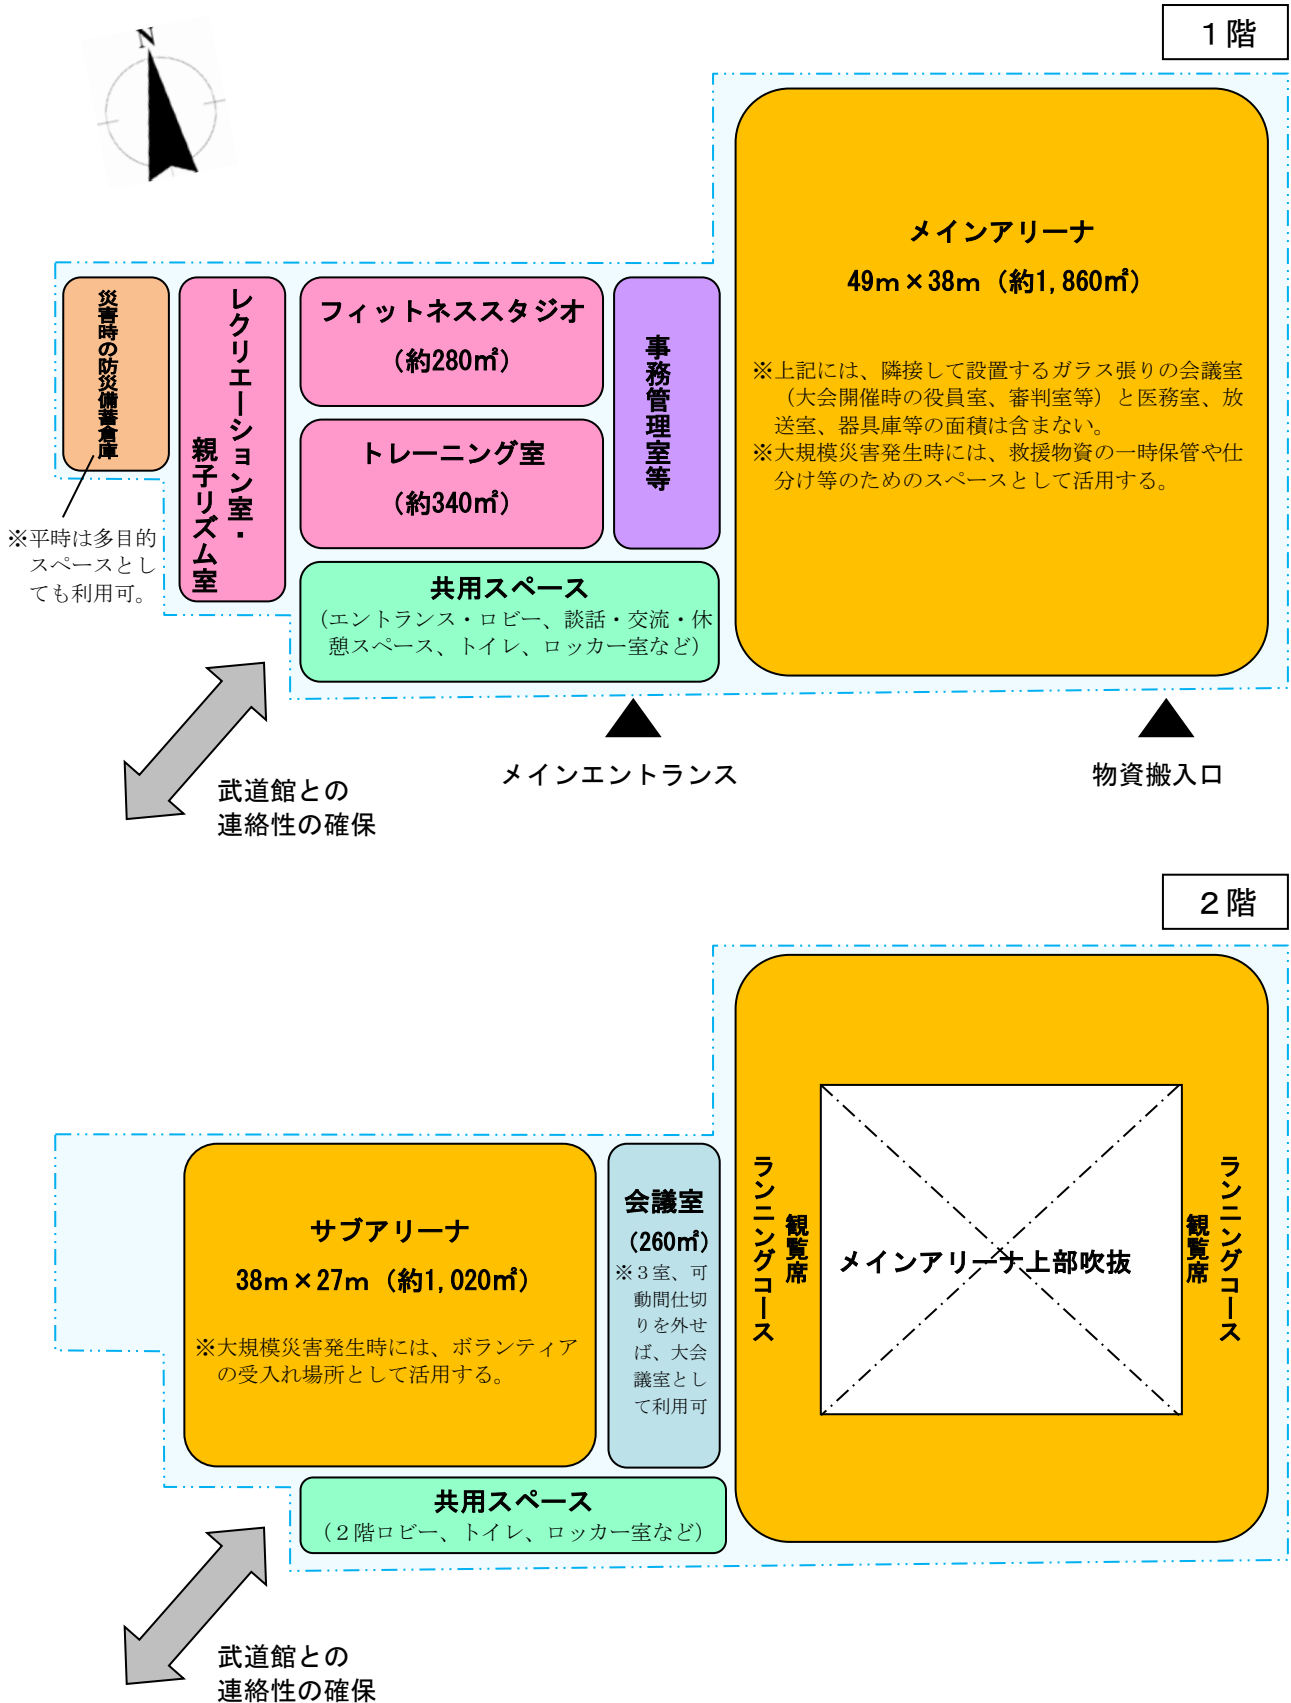 N
1階
メインアリーナ
49m×38m（約1,860㎡）
※上記には、隣接して設置するガラス張りの会議室
（大会開催時の役員室、審判室等）と医務室、放
送室、器具庫等の面積は含まない。
※大規模災害発生時には、救援物資の一時保管や仕
分け等のためのスペースとして活用する。
災害時の防災備蓄倉庫
※平時は多目的
スペースとし
ても利用可。
レクリエーション室・
親子リズム室
フィットネススタジオ
（約280㎡）
トレーニング室
（約340㎡）
事務管理室等
共用スペース
（エントランス・ロビー、談話・交流・休
憩スペース、トイレ、ロッカー室など）
メインエントランス
物資搬入口
武道館との
連絡性の確保
２階
サブアリーナ
38m×27m（約1,020㎡）
※大規模災害発生時には、ボランティア
の受入れ場所として活用する。
会議室
（260㎡）
※３室、可
動間仕切
りを外せ
ば、大会
議室とし
て利用可
ランニングコース
観覧席
メインアリーナ上部吹抜
観覧席
ランニングコース
共用スペース
（２階ロビー、トイレ、ロッカー室など）
武道館との
連絡性の確保